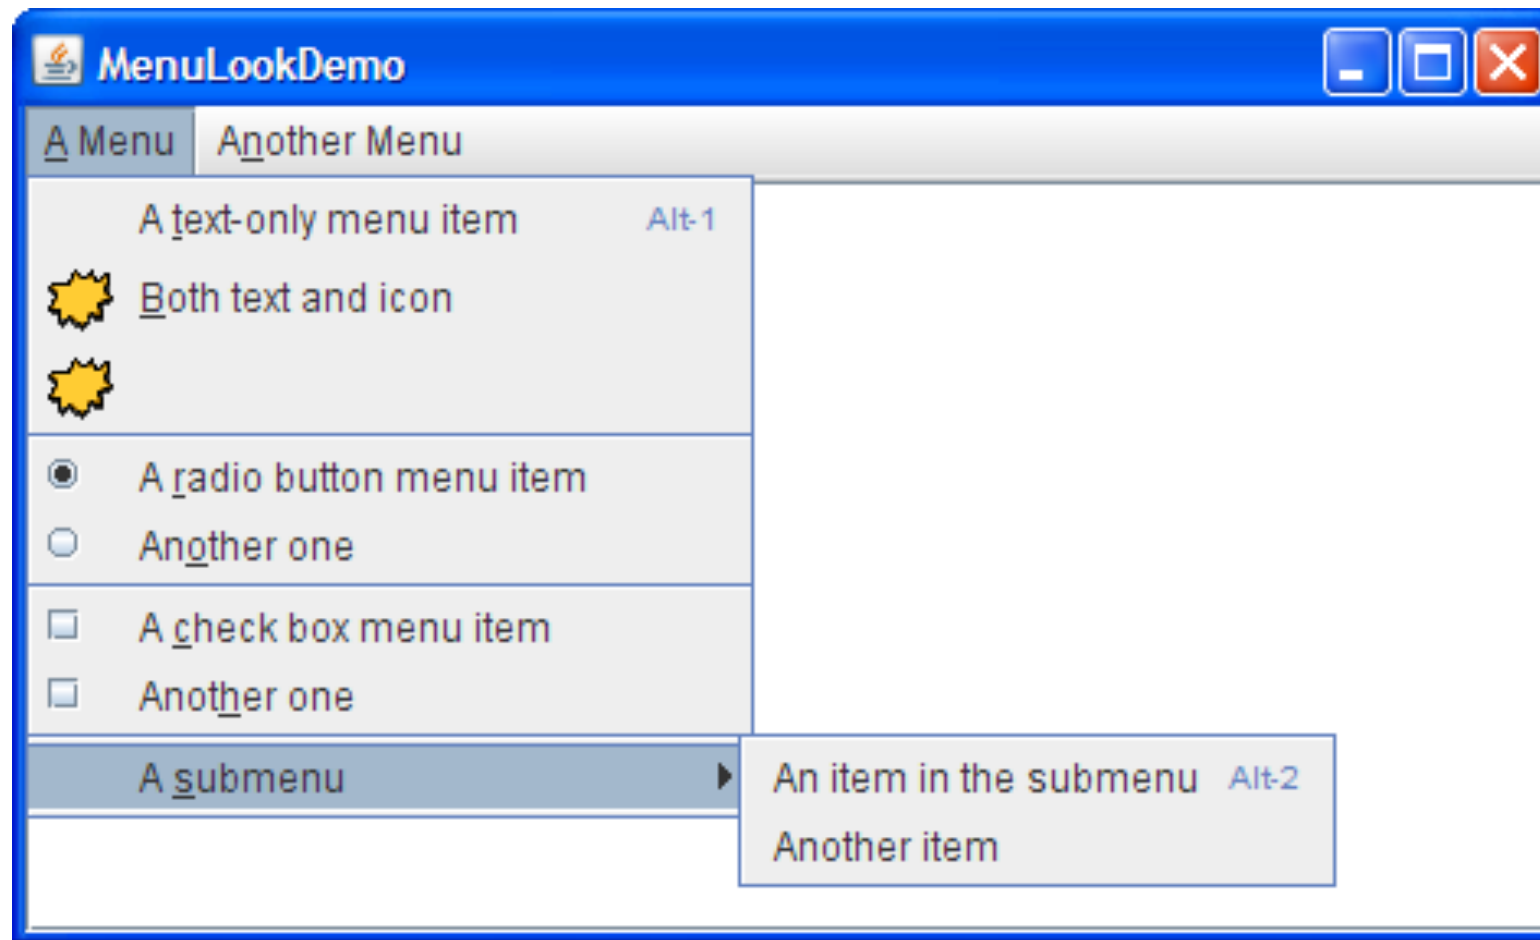 MenuLookDemo
A Menu Another Menu
A text-only menu item Alt-1
Both text and icon
A radio button menu item
Another one
A check box menu item
Another one
A submenu
An item in the submenu Alt-2
Another item